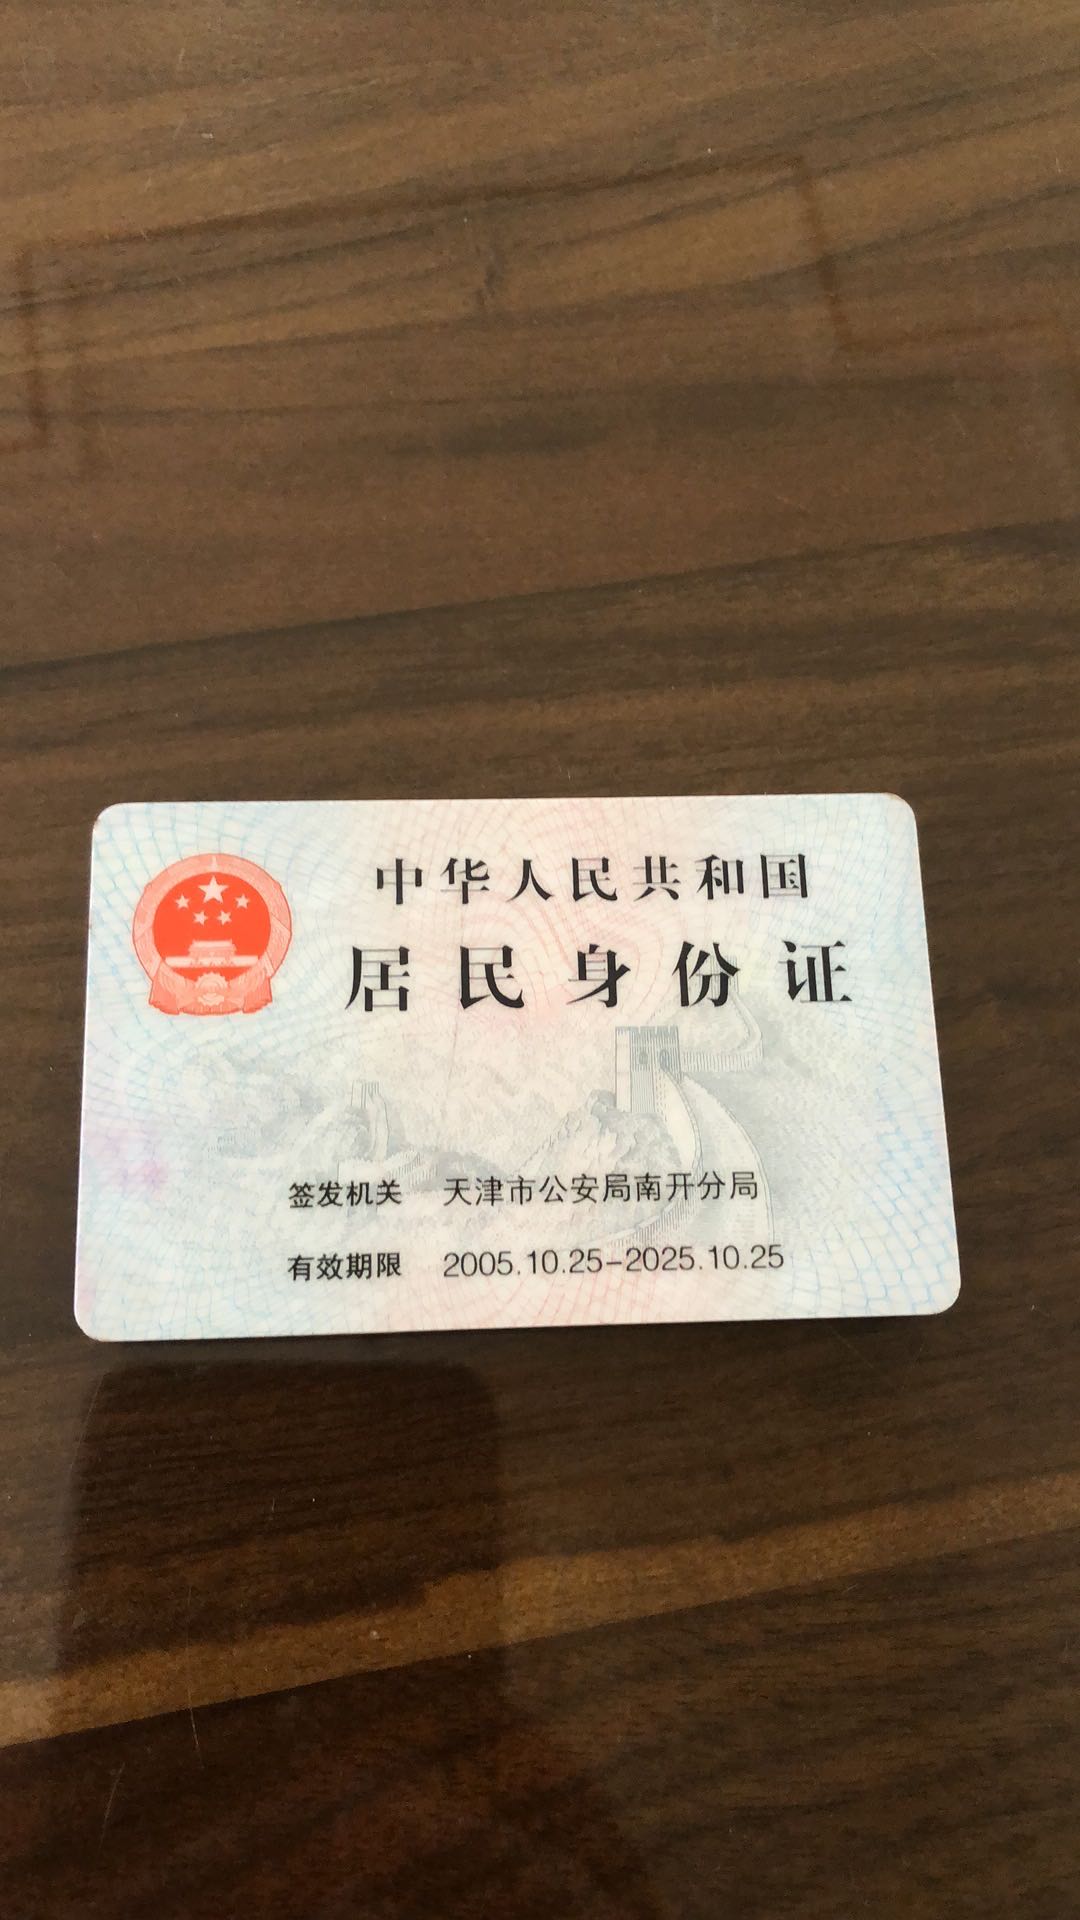 中华人民共和国
居民身份证
签发机关 天津市公安局南开分局
有效期限 2005.10.25-2025.10.25